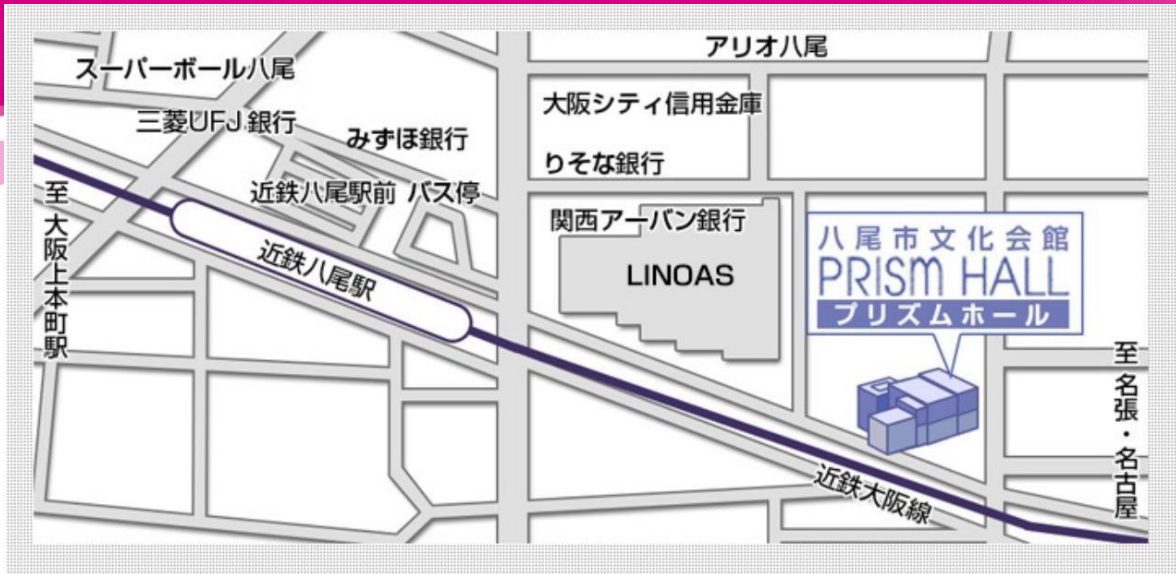 アリオ八尾
スーパーボール八尾
大阪シティ信用金庫
三菱UFJ銀行
みずほ銀行
りそな銀行
近鉄八尾駅前 バス停
至 大阪上本町駅
関西アーバン銀行
八尾市文化会館
PRISM HALL
プリズムホール
近鉄八尾駅
LINOAS
至 名張・名古屋
近鉄大阪線